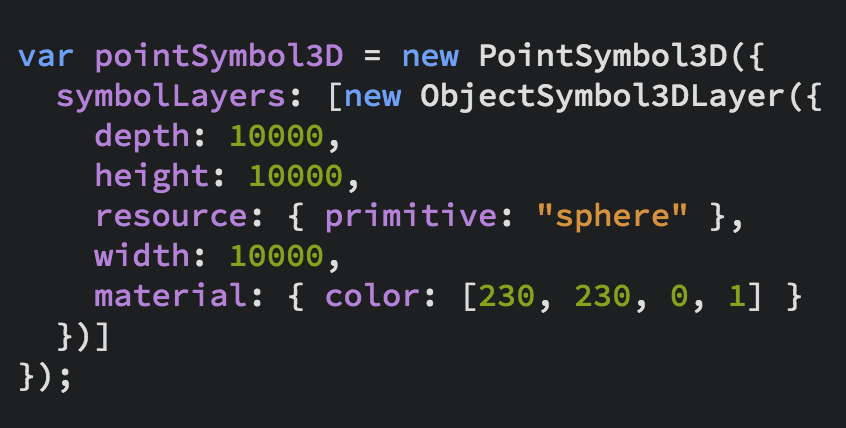 var pointSymbol3D = new PointSymbol3D({
  symbolLayers: [new ObjectSymbol3DLayer({
    depth: 10000,
    height: 10000,
    resource: { primitive: "sphere" },
    width: 10000,
    material: { color: [230, 230, 0, 1] }
  })]
});